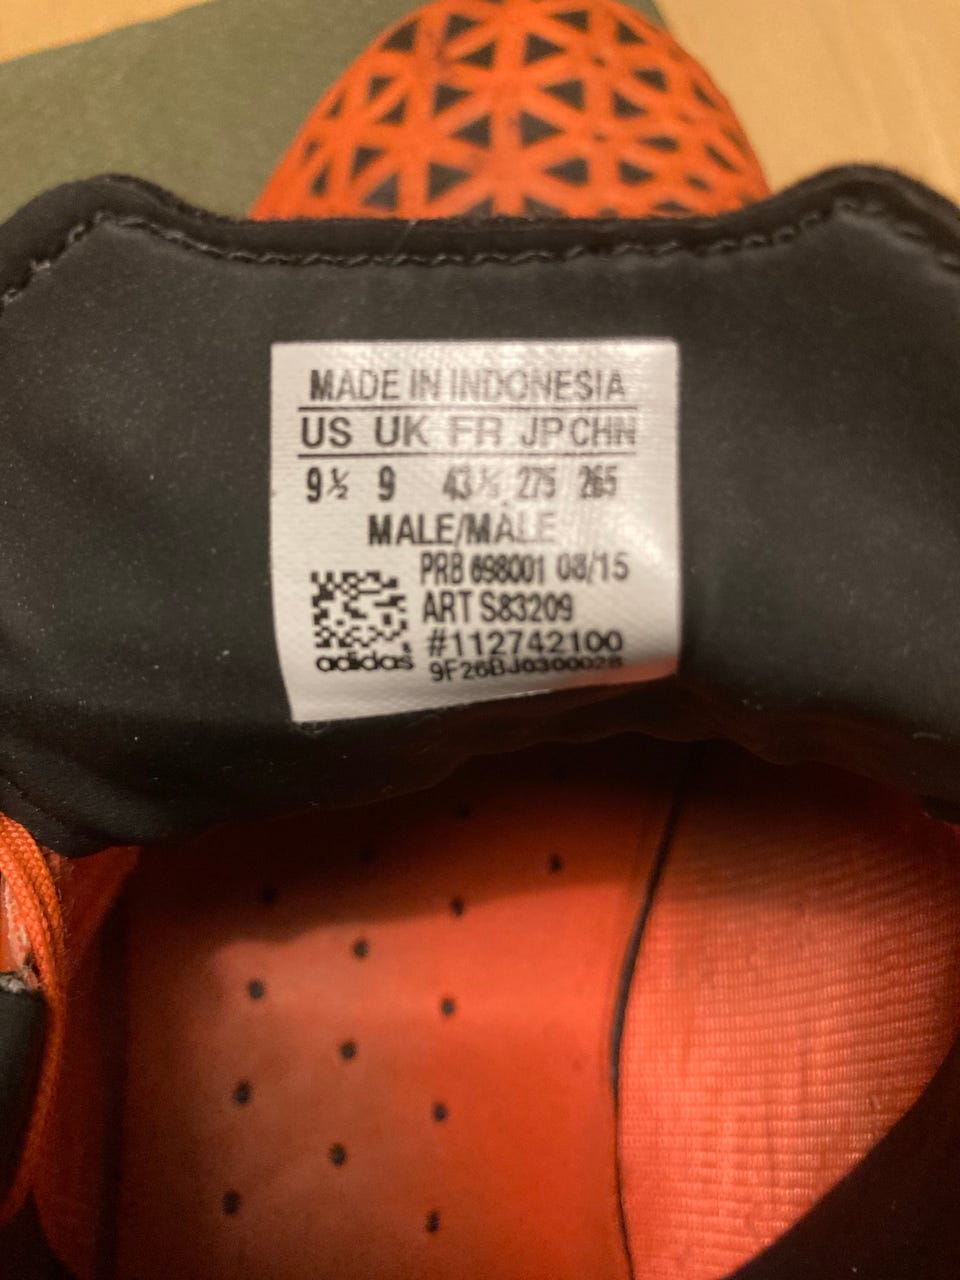 MADE IN INDONESIA
US UK FR JP CHN
9½ 9 43⅓ 275 265
MALE/MALE
PRB 698001 08/15
ART S83209
#112742100
adidas 9F26BJ0300028